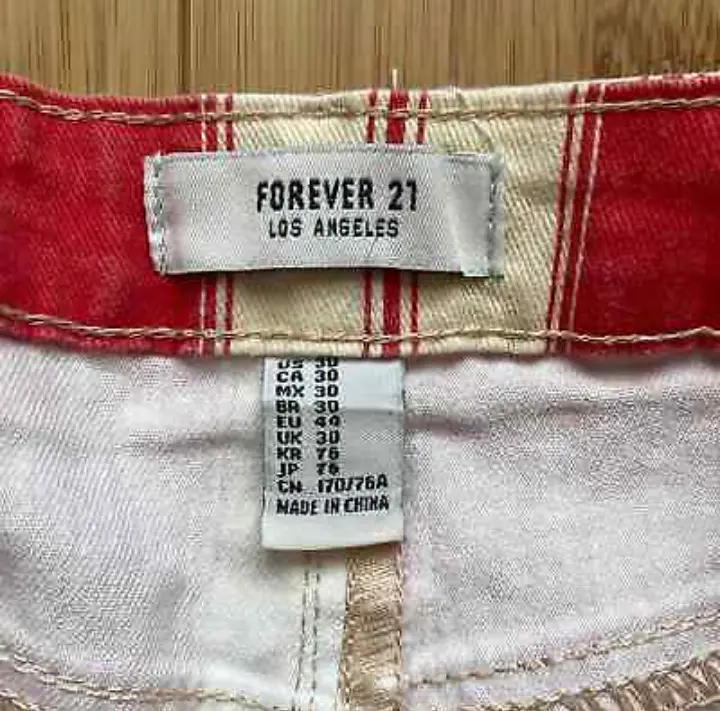 FOREVER 21
LOS ANGELES
US 30
CA 30
MX 30
BR 30
EU 44
UK 30
KR 76
JP 76
CN 170/76A
MADE IN CHINA